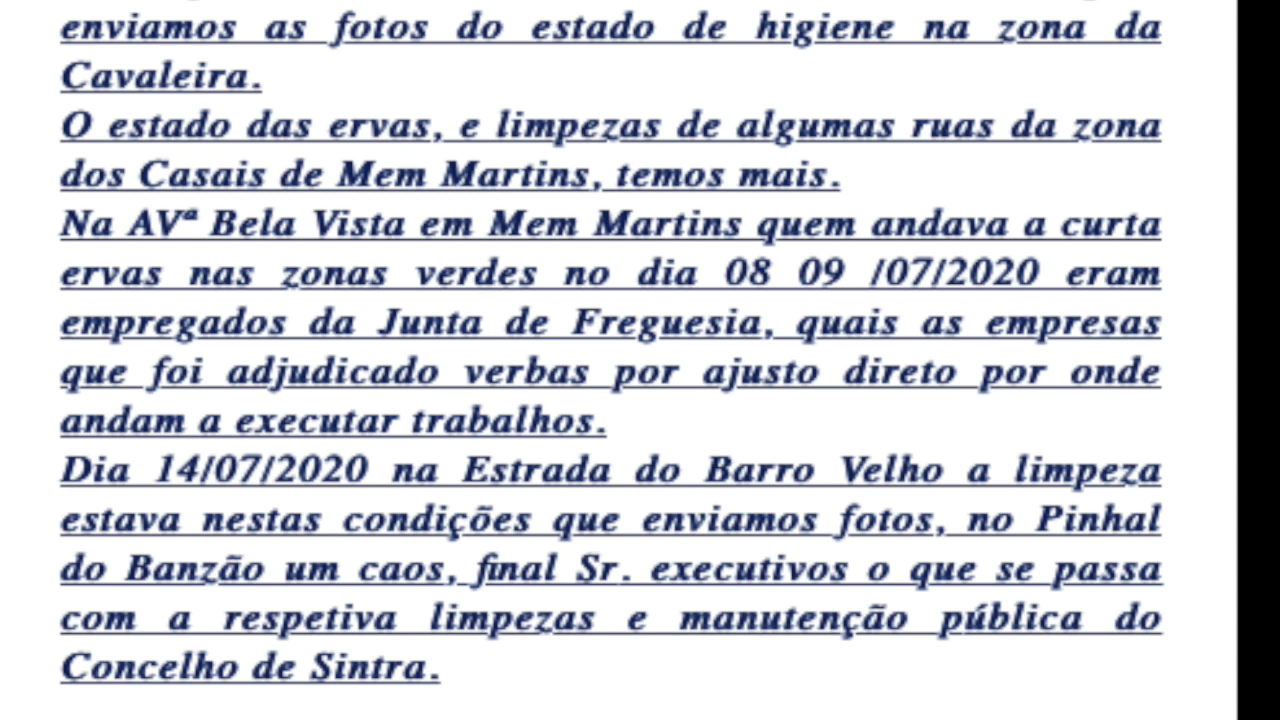 enviamos as fotos do estado de higiene na zona da
Cavaleira.
O estado das ervas, e limpezas de algumas ruas da zona
dos Casais de Mem Martins, temos mais.
Na AVª Bela Vista em Mem Martins quem andava a curta
ervas nas zonas verdes no dia 08 09 /07/2020 eram
empregados da Junta de Freguesia, quais as empresas
que foi adjudicado verbas por ajusto direto por onde
andam a executar trabalhos.
Dia 14/07/2020 na Estrada do Barro Velho a limpeza
estava nestas condições que enviamos fotos, no Pinhal
do Banzão um caos, final Sr. executivos o que se passa
com a respetiva limpezas e manutenção pública do
Concelho de Sintra.